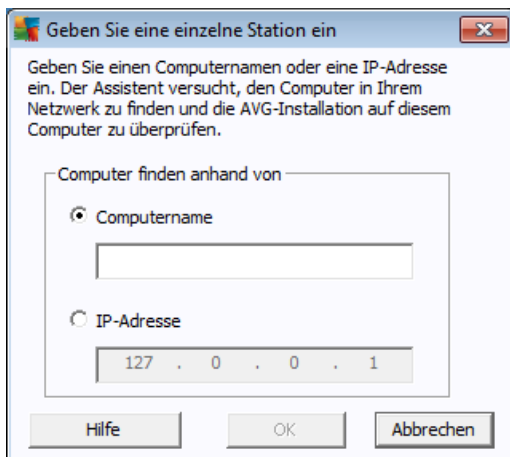 Geben Sie eine einzelne Station ein
Geben Sie einen Computernamen oder eine IP-Adresse
ein. Der Assistent versucht, den Computer in Ihrem
Netzwerk zu finden und die AVG-Installation auf diesem
Computer zu überprüfen.
Computer finden anhand von
Computername
IP-Adresse
127 . 0 . 0 . 1
Hilfe OK Abbrechen